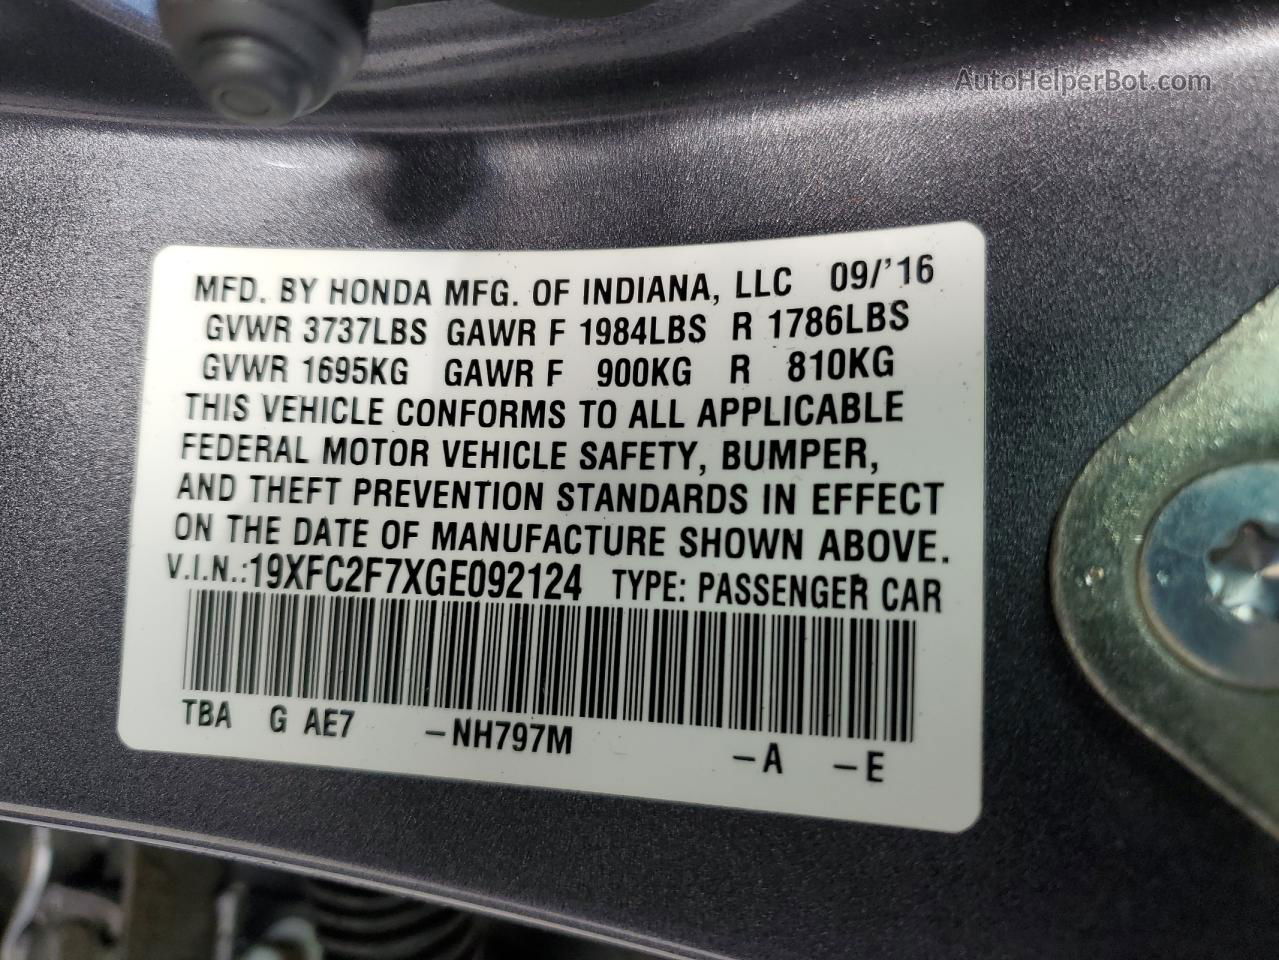 AutoHelperBot.com
MFD. BY HONDA MFG. OF INDIANA, LLC 09/'16
GVWR 3737LBS GAWR F 1984LBS R 1786LBS
GVWR 1695KG GAWR F 900KG R 810KG
THIS VEHICLE CONFORMS TO ALL APPLICABLE
FEDERAL MOTOR VEHICLE SAFETY, BUMPER,
AND THEFT PREVENTION STANDARDS IN EFFECT
ON THE DATE OF MANUFACTURE SHOWN ABOVE.
V.I.N.:19XFC2F7XGE092124 TYPE: PASSENGER CAR
TBA G AE7 -NH797M -A -E